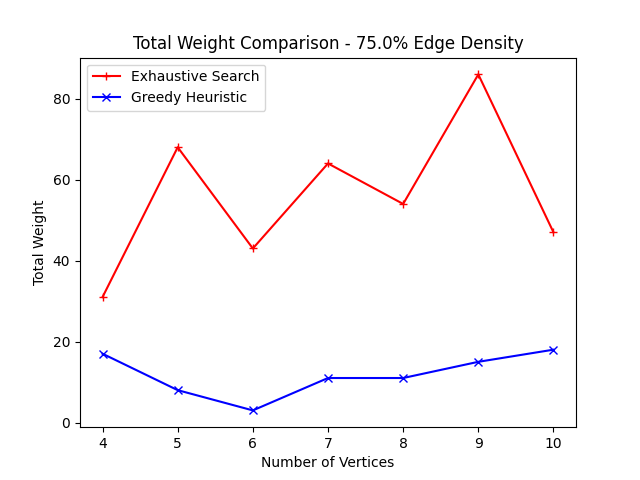 Total Weight Comparison - 75.0% Edge Density
Exhaustive Search
Greedy Heuristic
80
60
40
20
0
Total Weight
4 5 6 7 8 9 10
Number of Vertices